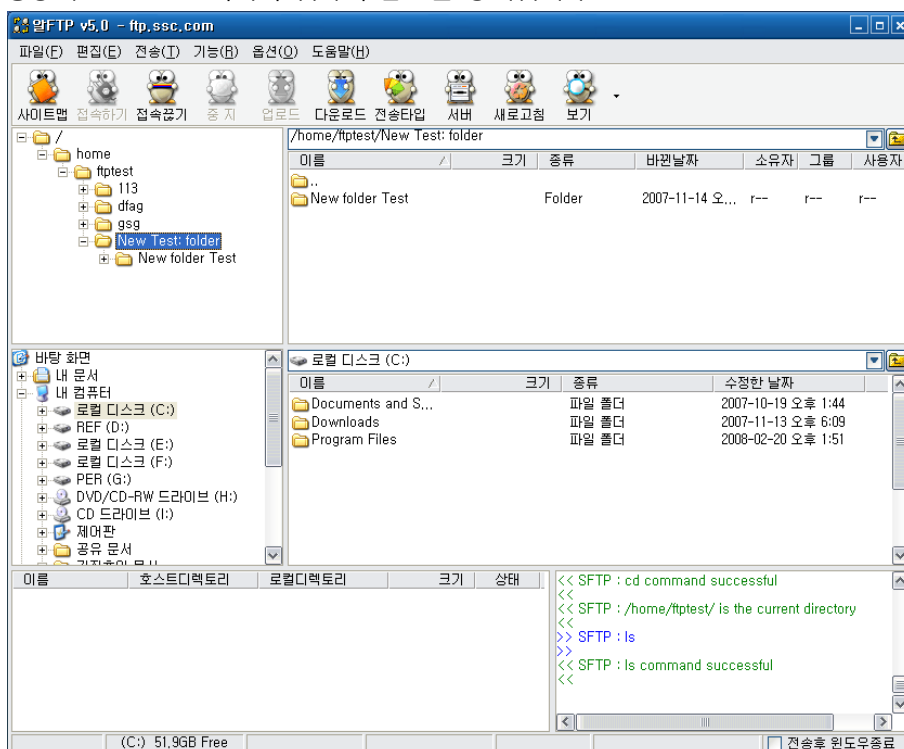 알FTP v5.0 - ftp.ssc.com
파일(F) 편집(E) 전송(T) 기능(R) 옵션(O) 도움말(H)
사이트맵 접속하기 접속끊기 중 지 업로드 다운로드 전송타입 서버 새로고침 보기
/
home
ftptest
113
dfag
gsg
New Test: folder
New folder Test
/home/ftptest/New Test: folder
이름 크기 종류 바뀐날짜 소유자 그룹 사용자
..
New folder Test Folder 2007-11-14 오... r-- r-- r--
바탕 화면
내 문서
내 컴퓨터
로컬 디스크 (C:)
REF (D:)
로컬 디스크 (E:)
로컬 디스크 (F:)
PER (G:)
DVD/CD-RW 드라이브 (H:)
CD 드라이브 (I:)
제어판
공유 문서
로컬 디스크 (C:)
이름 크기 종류 수정한 날짜
Documents and S... 파일 폴더 2007-10-19 오후 1:44
Downloads 파일 폴더 2007-11-13 오후 6:09
Program Files 파일 폴더 2008-02-20 오후 1:51
이름 호스트디렉토리 로컬디렉토리 크기 상태
<< SFTP : cd command successful
<<
<< SFTP : /home/ftptest/ is the current directory
<<
>> SFTP : ls
>>
<< SFTP : ls command successful
<<
(C:) 51.9GB Free
전송후 윈도우종료